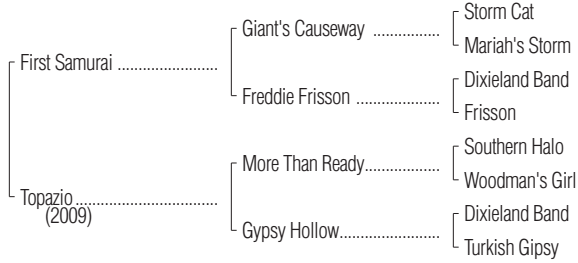 Storm Cat
Giant's Causeway ................
Mariah's Storm
First Samurai ........................
Dixieland Band
Freddie Frisson ....................
Frisson
Southern Halo
More Than Ready..................
Woodman's Girl
Topazio..................................
(2009)
Dixieland Band
Gypsy Hollow........................
Turkish Gipsy